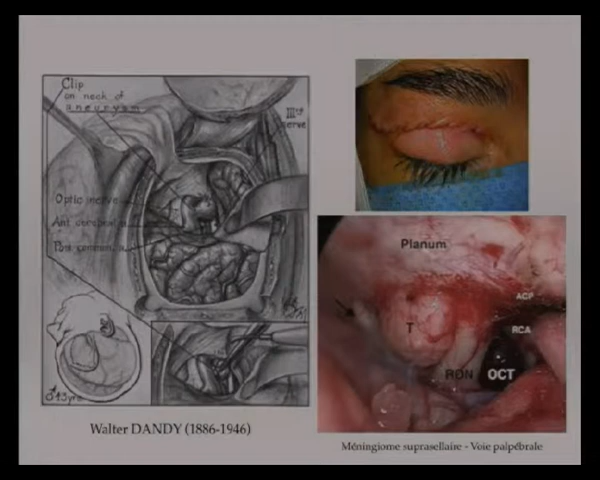 Clip
on neck of
aneurysm
IIIrd
nerve
Optic nerve
Ant cerebral a.
Post commun. a.
Planum
ACP
T
RCA
RON
OCT
Walter DANDY (1886-1946)
Méningiome suprasellaire - Voie palpébrale